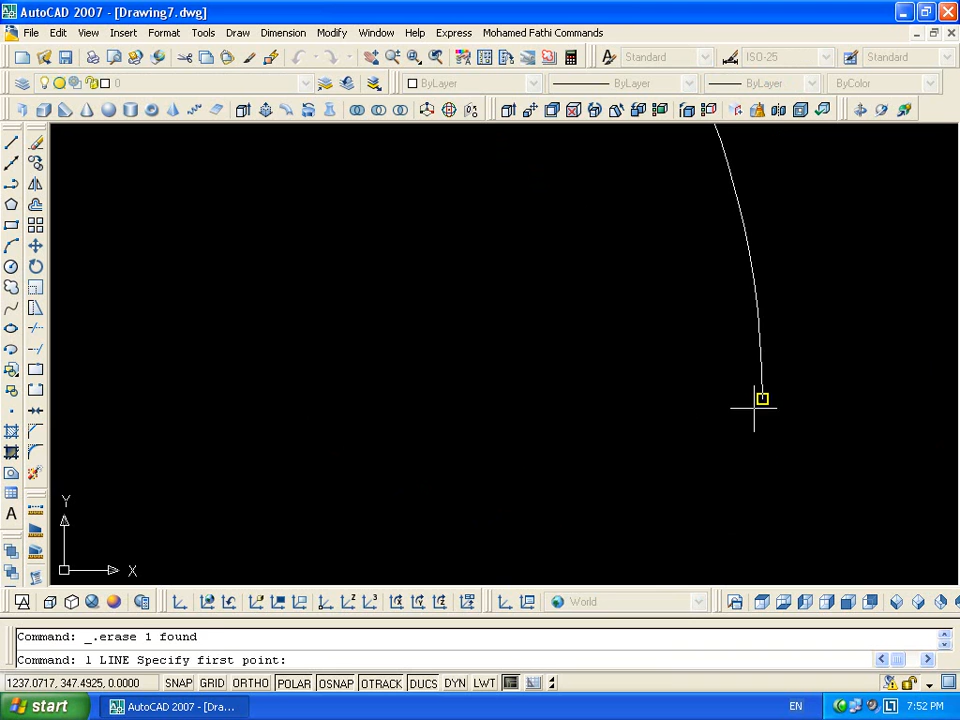 AutoCAD 2007 - [Drawing7.dwg]
File Edit View Insert Format Tools Draw Dimension Modify Window Help Express Mohamed Fathi Commands
Standard ISO-25 Standard
0 ByLayer ByLayer ByLayer ByColor
Y
X
A
World
Command: _.erase 1 found
Command: l LINE Specify first point:
1237.0717, 347.4925, 0.0000 SNAP GRID ORTHO POLAR OSNAP OTRACK DUCS DYN LWT
start AutoCAD 2007 - [Dra... EN 7:52 PM